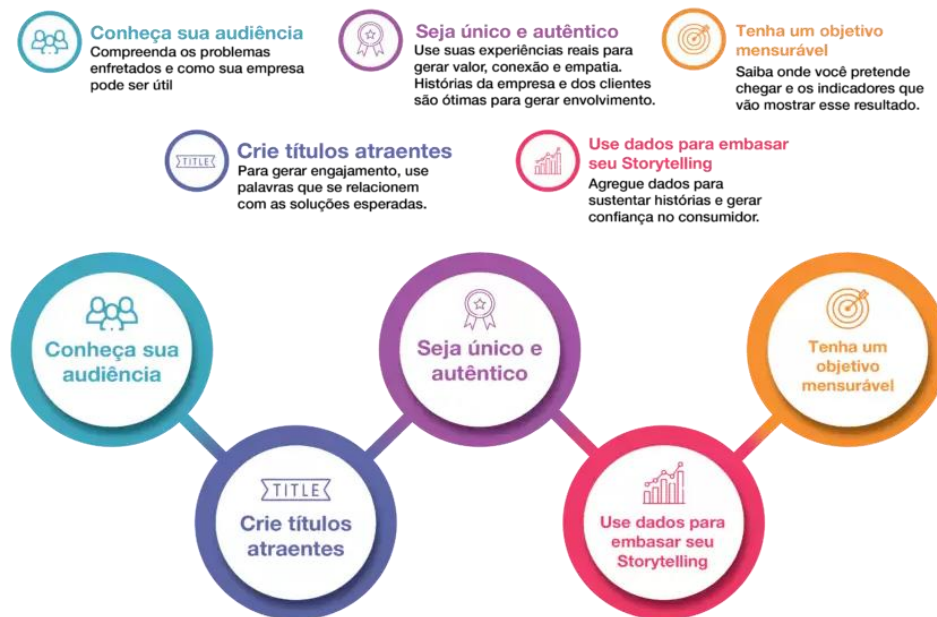 Conheça sua audiência
Compreenda os problemas
enfretados e como sua empresa
pode ser útil
Seja único e autêntico
Use suas experiências reais para
gerar valor, conexão e empatia.
Histórias da empresa e dos clientes
são ótimas para gerar envolvimento.
Tenha um objetivo
mensurável
Saiba onde você pretende
chegar e os indicadores que
vão mostrar esse resultado.
TITLE
Crie títulos atraentes
Para gerar engajamento, use
palavras que se relacionem
com as soluções esperadas.
Use dados para embasar
seu Storytelling
Agregue dados para
sustentar histórias e gerar
confiança no consumidor.
Conheça sua
audiência
TITLE
Crie títulos
atraentes
Seja único e
autêntico
Use dados para
embasar seu
Storytelling
Tenha um
objetivo
mensurável